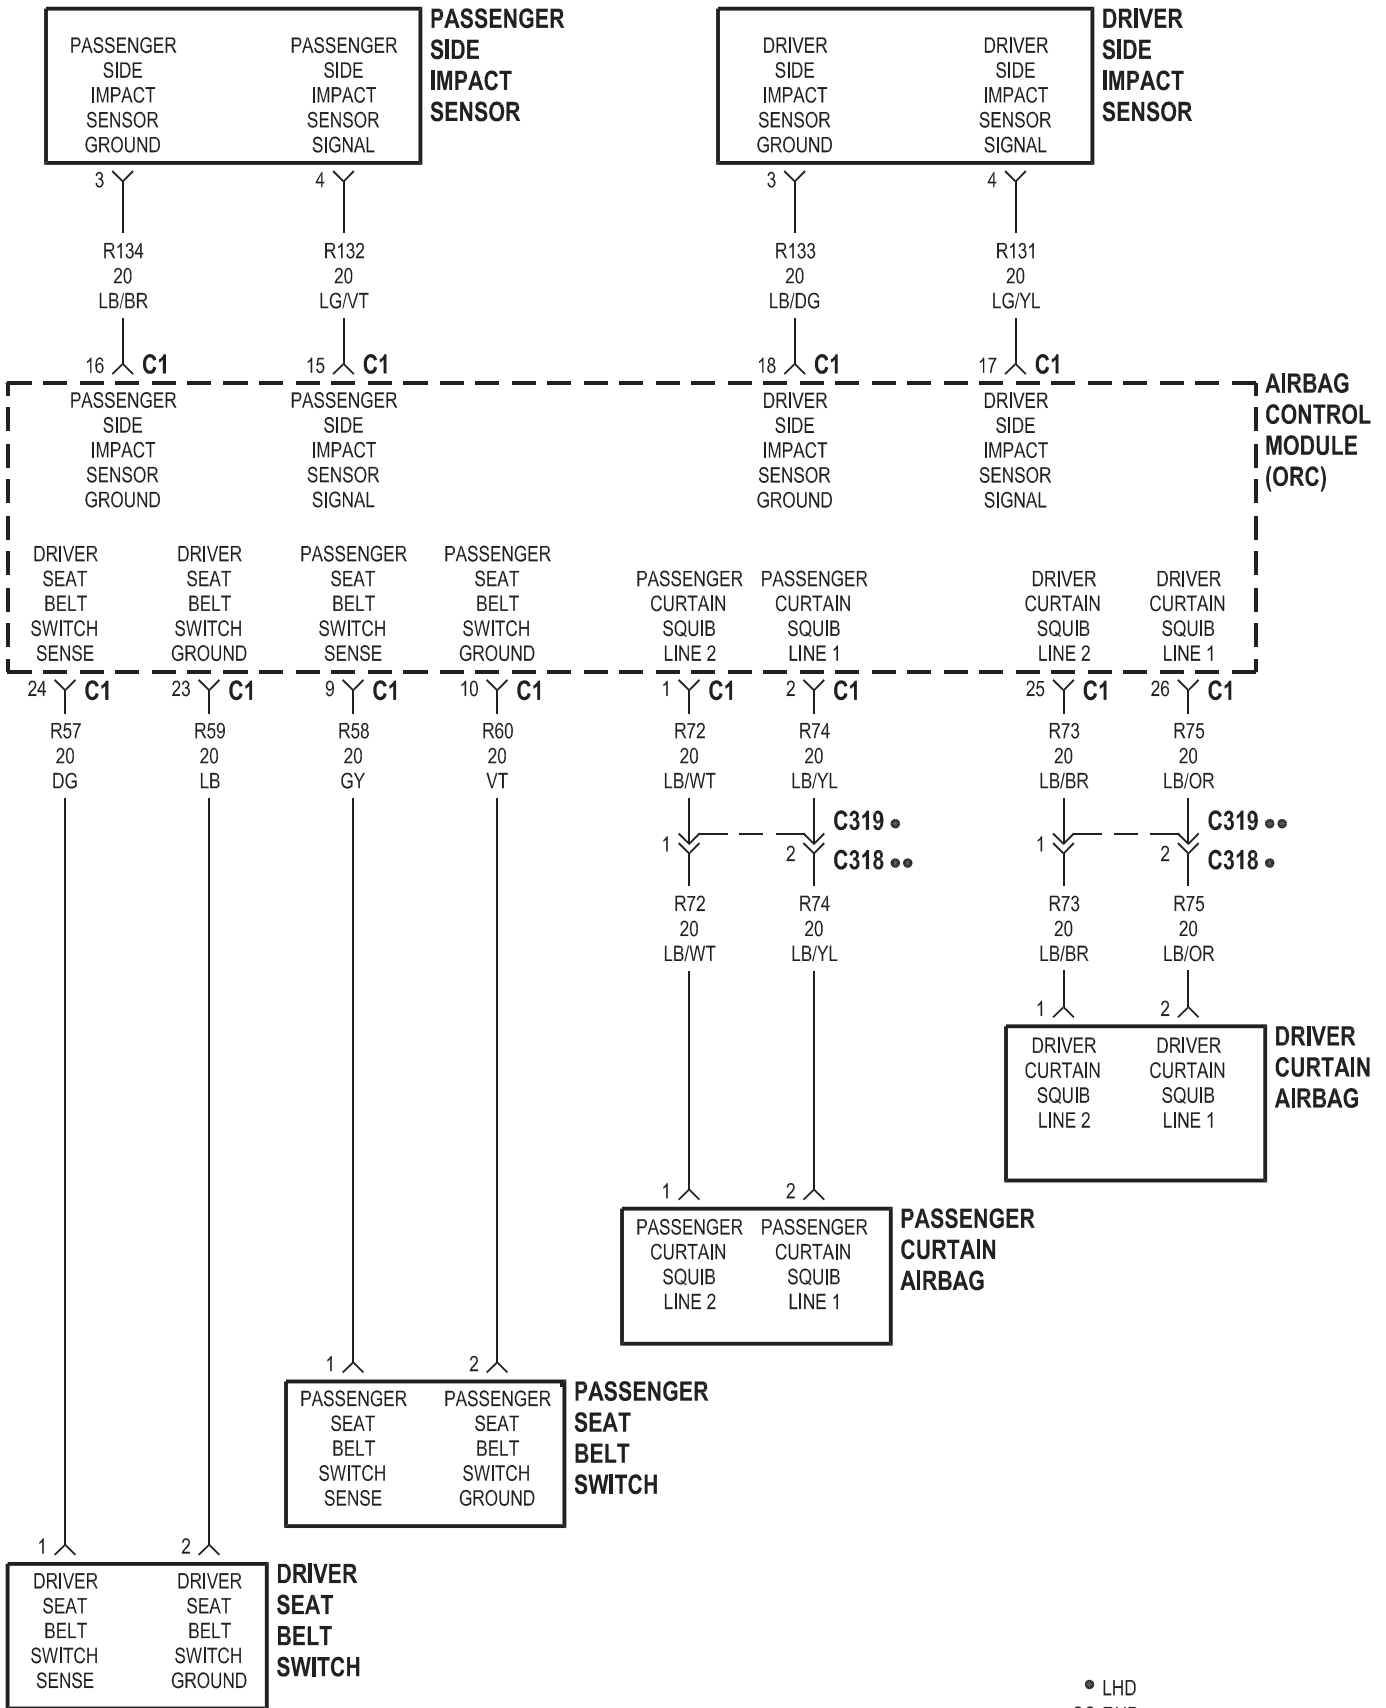 PASSENGER
SIDE
IMPACT
SENSOR
PASSENGER
SIDE
IMPACT
SENSOR
GROUND
PASSENGER
SIDE
IMPACT
SENSOR
SIGNAL
DRIVER
SIDE
IMPACT
SENSOR
DRIVER
SIDE
IMPACT
SENSOR
GROUND
DRIVER
SIDE
IMPACT
SENSOR
SIGNAL
3
4
3
4
R134
20
LB/BR
R132
20
LG/VT
R133
20
LB/DG
R131
20
LG/YL
16 C1
15 C1
18 C1
17 C1
AIRBAG
CONTROL
MODULE
(ORC)
PASSENGER
SIDE
IMPACT
SENSOR
GROUND
PASSENGER
SIDE
IMPACT
SENSOR
SIGNAL
DRIVER
SIDE
IMPACT
SENSOR
GROUND
DRIVER
SIDE
IMPACT
SENSOR
SIGNAL
DRIVER
SEAT
BELT
SWITCH
SENSE
DRIVER
SEAT
BELT
SWITCH
GROUND
PASSENGER
SEAT
BELT
SWITCH
SENSE
PASSENGER
SEAT
BELT
SWITCH
GROUND
PASSENGER
CURTAIN
SQUIB
LINE 2
PASSENGER
CURTAIN
SQUIB
LINE 1
DRIVER
CURTAIN
SQUIB
LINE 2
DRIVER
CURTAIN
SQUIB
LINE 1
24 C1
23 C1
9 C1
10 C1
1 C1
2 C1
25 C1
26 C1
R57
20
DG
R59
20
LB
R58
20
GY
R60
20
VT
R72
20
LB/WT
R74
20
LB/YL
R73
20
LB/BR
R75
20
LB/OR
1
2
C319 •
C318 ••
1
2
C319 ••
C318 •
R72
20
LB/WT
R74
20
LB/YL
R73
20
LB/BR
R75
20
LB/OR
1
2
DRIVER
CURTAIN
SQUIB
LINE 2
DRIVER
CURTAIN
SQUIB
LINE 1
DRIVER
CURTAIN
AIRBAG
1
2
PASSENGER
CURTAIN
SQUIB
LINE 2
PASSENGER
CURTAIN
SQUIB
LINE 1
PASSENGER
CURTAIN
AIRBAG
1
2
PASSENGER
SEAT
BELT
SWITCH
SENSE
PASSENGER
SEAT
BELT
SWITCH
GROUND
PASSENGER
SEAT
BELT
SWITCH
1
2
DRIVER
SEAT
BELT
SWITCH
SENSE
DRIVER
SEAT
BELT
SWITCH
GROUND
DRIVER
SEAT
BELT
SWITCH
• LHD